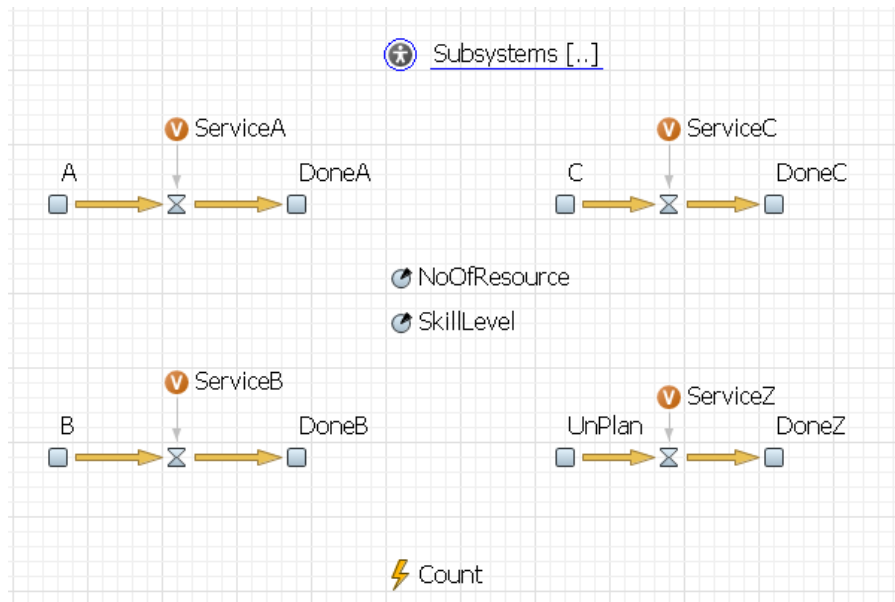 Subsystems [..]
ServiceA
ServiceC
A
DoneA
C
DoneC
NoOfResource
SkillLevel
ServiceB
ServiceZ
B
DoneB
UnPlan
DoneZ
Count